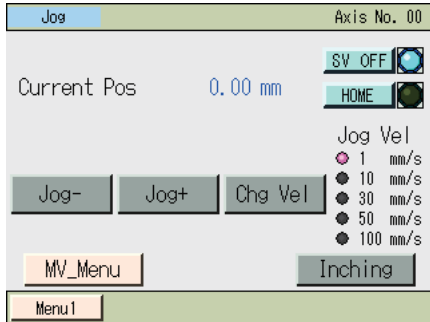 Jog Axis No. 00
SV OFF
Current Pos 0.00 mm
HOME
Jog Vel
1 mm/s
10 mm/s
30 mm/s
50 mm/s
100 mm/s
Jog- Jog+ Chg Vel
MV_Menu Inching
Menu1